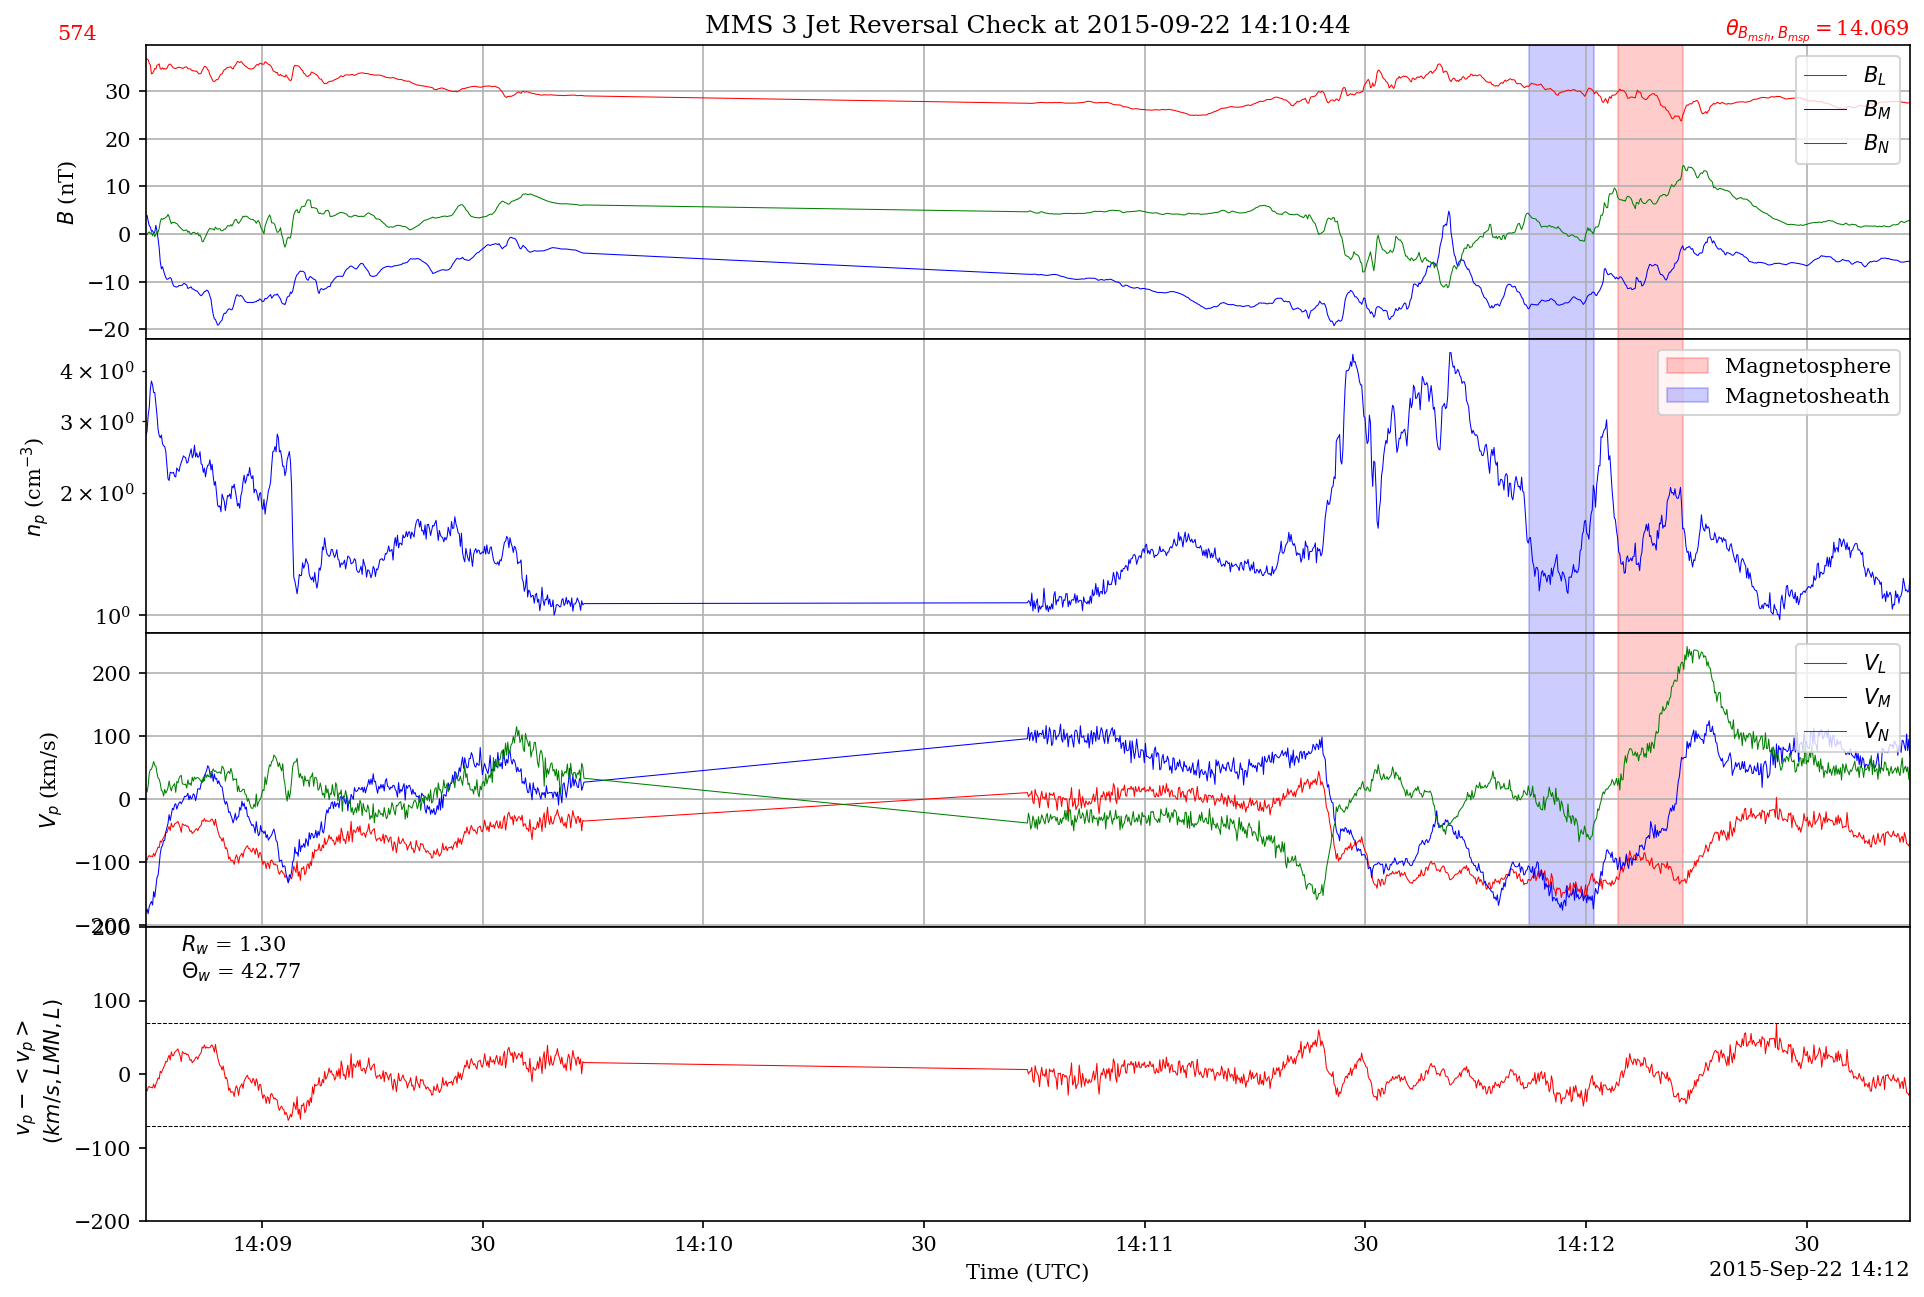 MMS 3 Jet Reversal Check at 2015-09-22 14:10:44
574
θ_{B_{msh}, B_{msp}} = 14.069
B (nT)
30
20
10
0
−10
−20
B_L
B_M
B_N
n_p (cm^{−3})
4 × 10^0
3 × 10^0
2 × 10^0
10^0
Magnetosphere
Magnetosheath
V_p (km/s)
200
100
0
−100
−200
V_L
V_M
V_N
v_p − < v_p >
(km/s, LMN, L)
200
100
0
−100
−200
R_w = 1.30
Θ_w = 42.77
14:09
30
14:10
30
14:11
30
14:12
30
Time (UTC)
2015-Sep-22 14:12